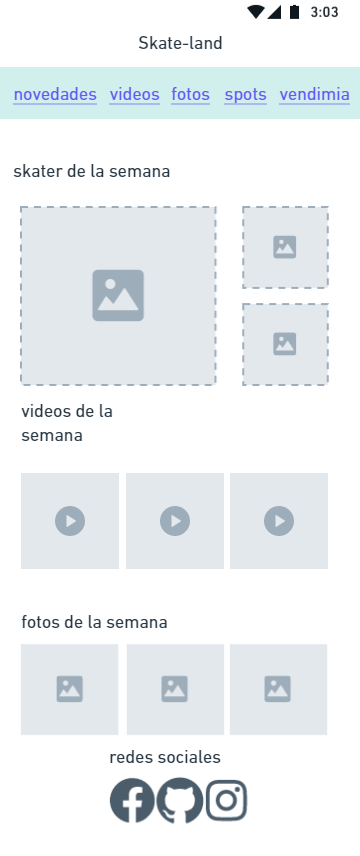 3:03
Skate-land
novedades videos fotos spots vendimia
skater de la semana
videos de la
semana
fotos de la semana
redes sociales